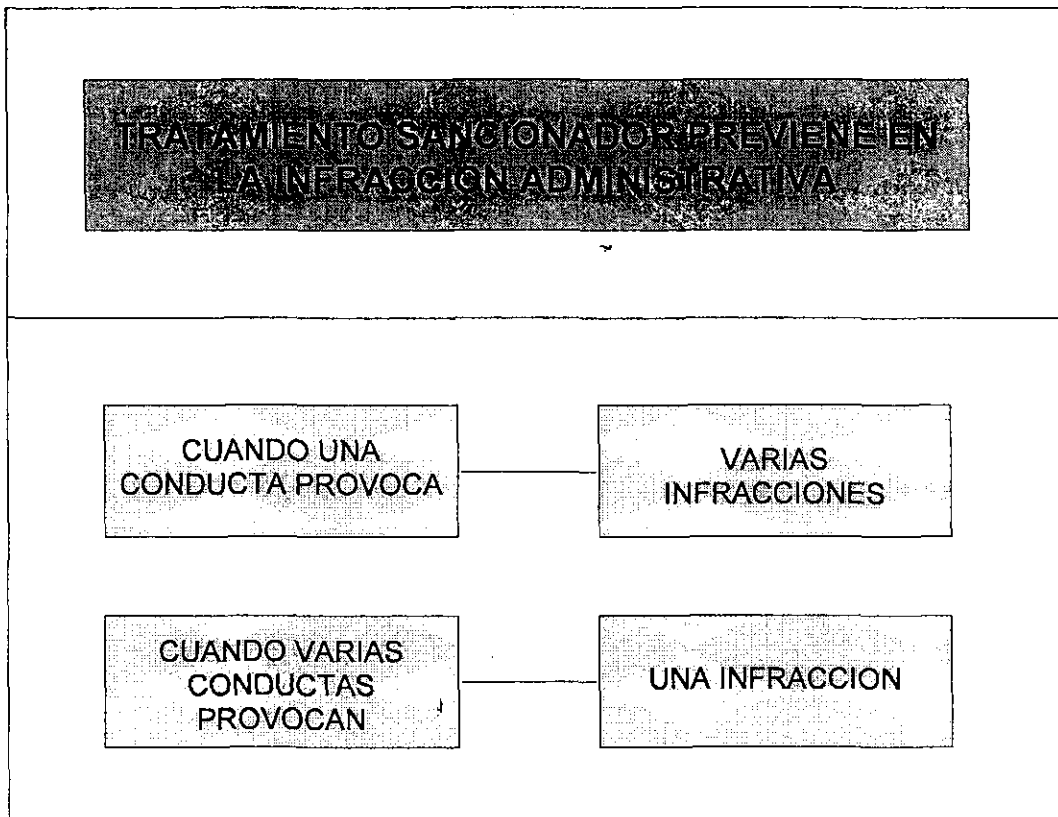 TRATAMIENTO SANCIONADOR PREVIENE EN
LA INFRACCION ADMINISTRATIVA
CUANDO UNA
CONDUCTA PROVOCA
VARIAS
INFRACCIONES
CUANDO VARIAS
CONDUCTAS
PROVOCAN
UNA INFRACCION